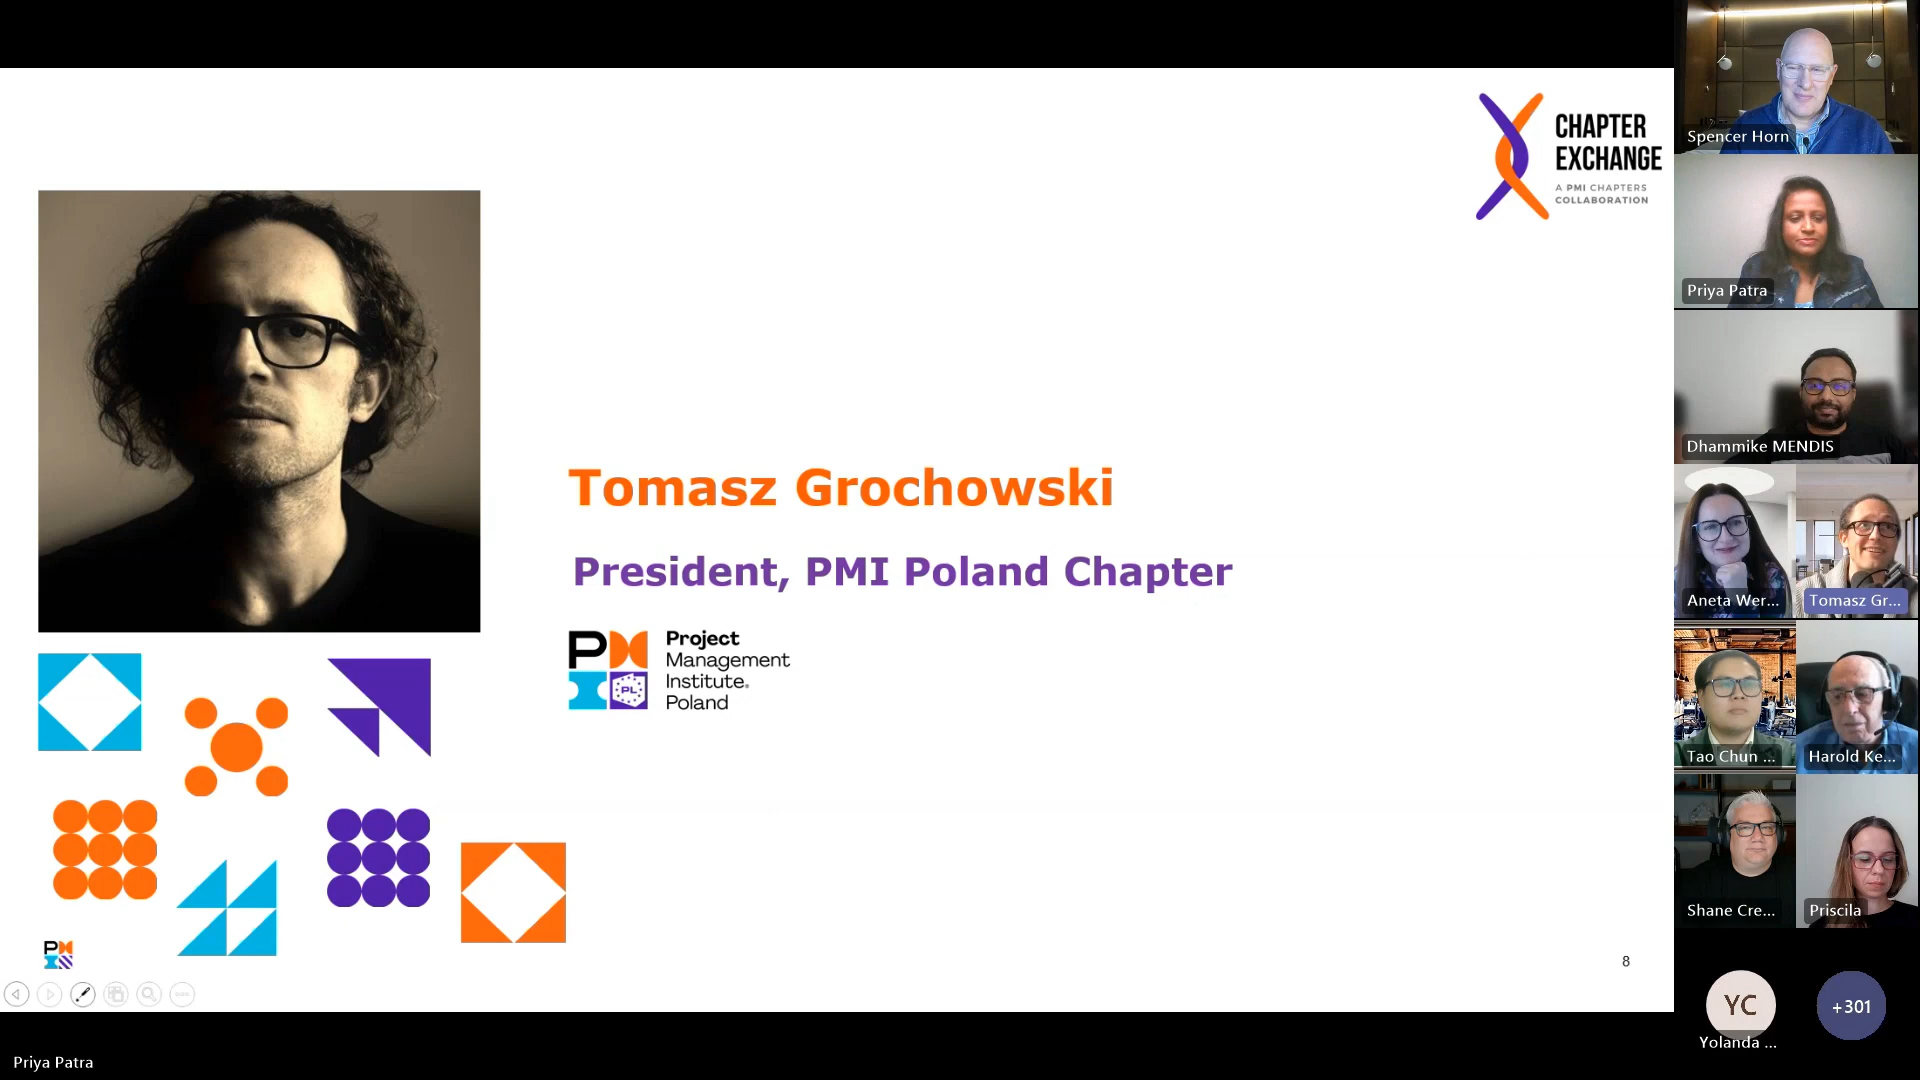 CHAPTER
EXCHANGE
A PMI CHAPTERS
COLLABORATION
Tomasz Grochowski
President, PMI Poland Chapter
PL
Project
Management
Institute.
Poland
8
Priya Patra
Spencer Horn
Priya Patra
Dhammike MENDIS
Aneta Wer...
Tomasz Gr...
Tao Chun ...
Harold Ke...
Shane Cre...
Priscila
YC
+301
Yolanda ...